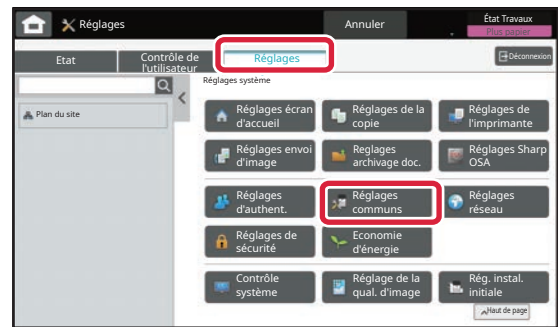 Réglages
Annuler
État Travaux
Plus papier
Etat
Contrôle de
l'utilisateur
Réglages
Déconnexion
Réglages système
Plan du site
Réglages écran
d'accueil
Réglages de la
copie
Réglages de
l'imprimante
Réglages envoi
d'image
Reglages
archivage doc.
Réglages Sharp
OSA
Réglages
d'authent.
Réglages
communs
Réglages
réseau
Réglages de
sécurité
Economie
d'énergie
Contrôle
système
Réglage de la
qual. d'image
Rég. instal.
initiale
Haut de page